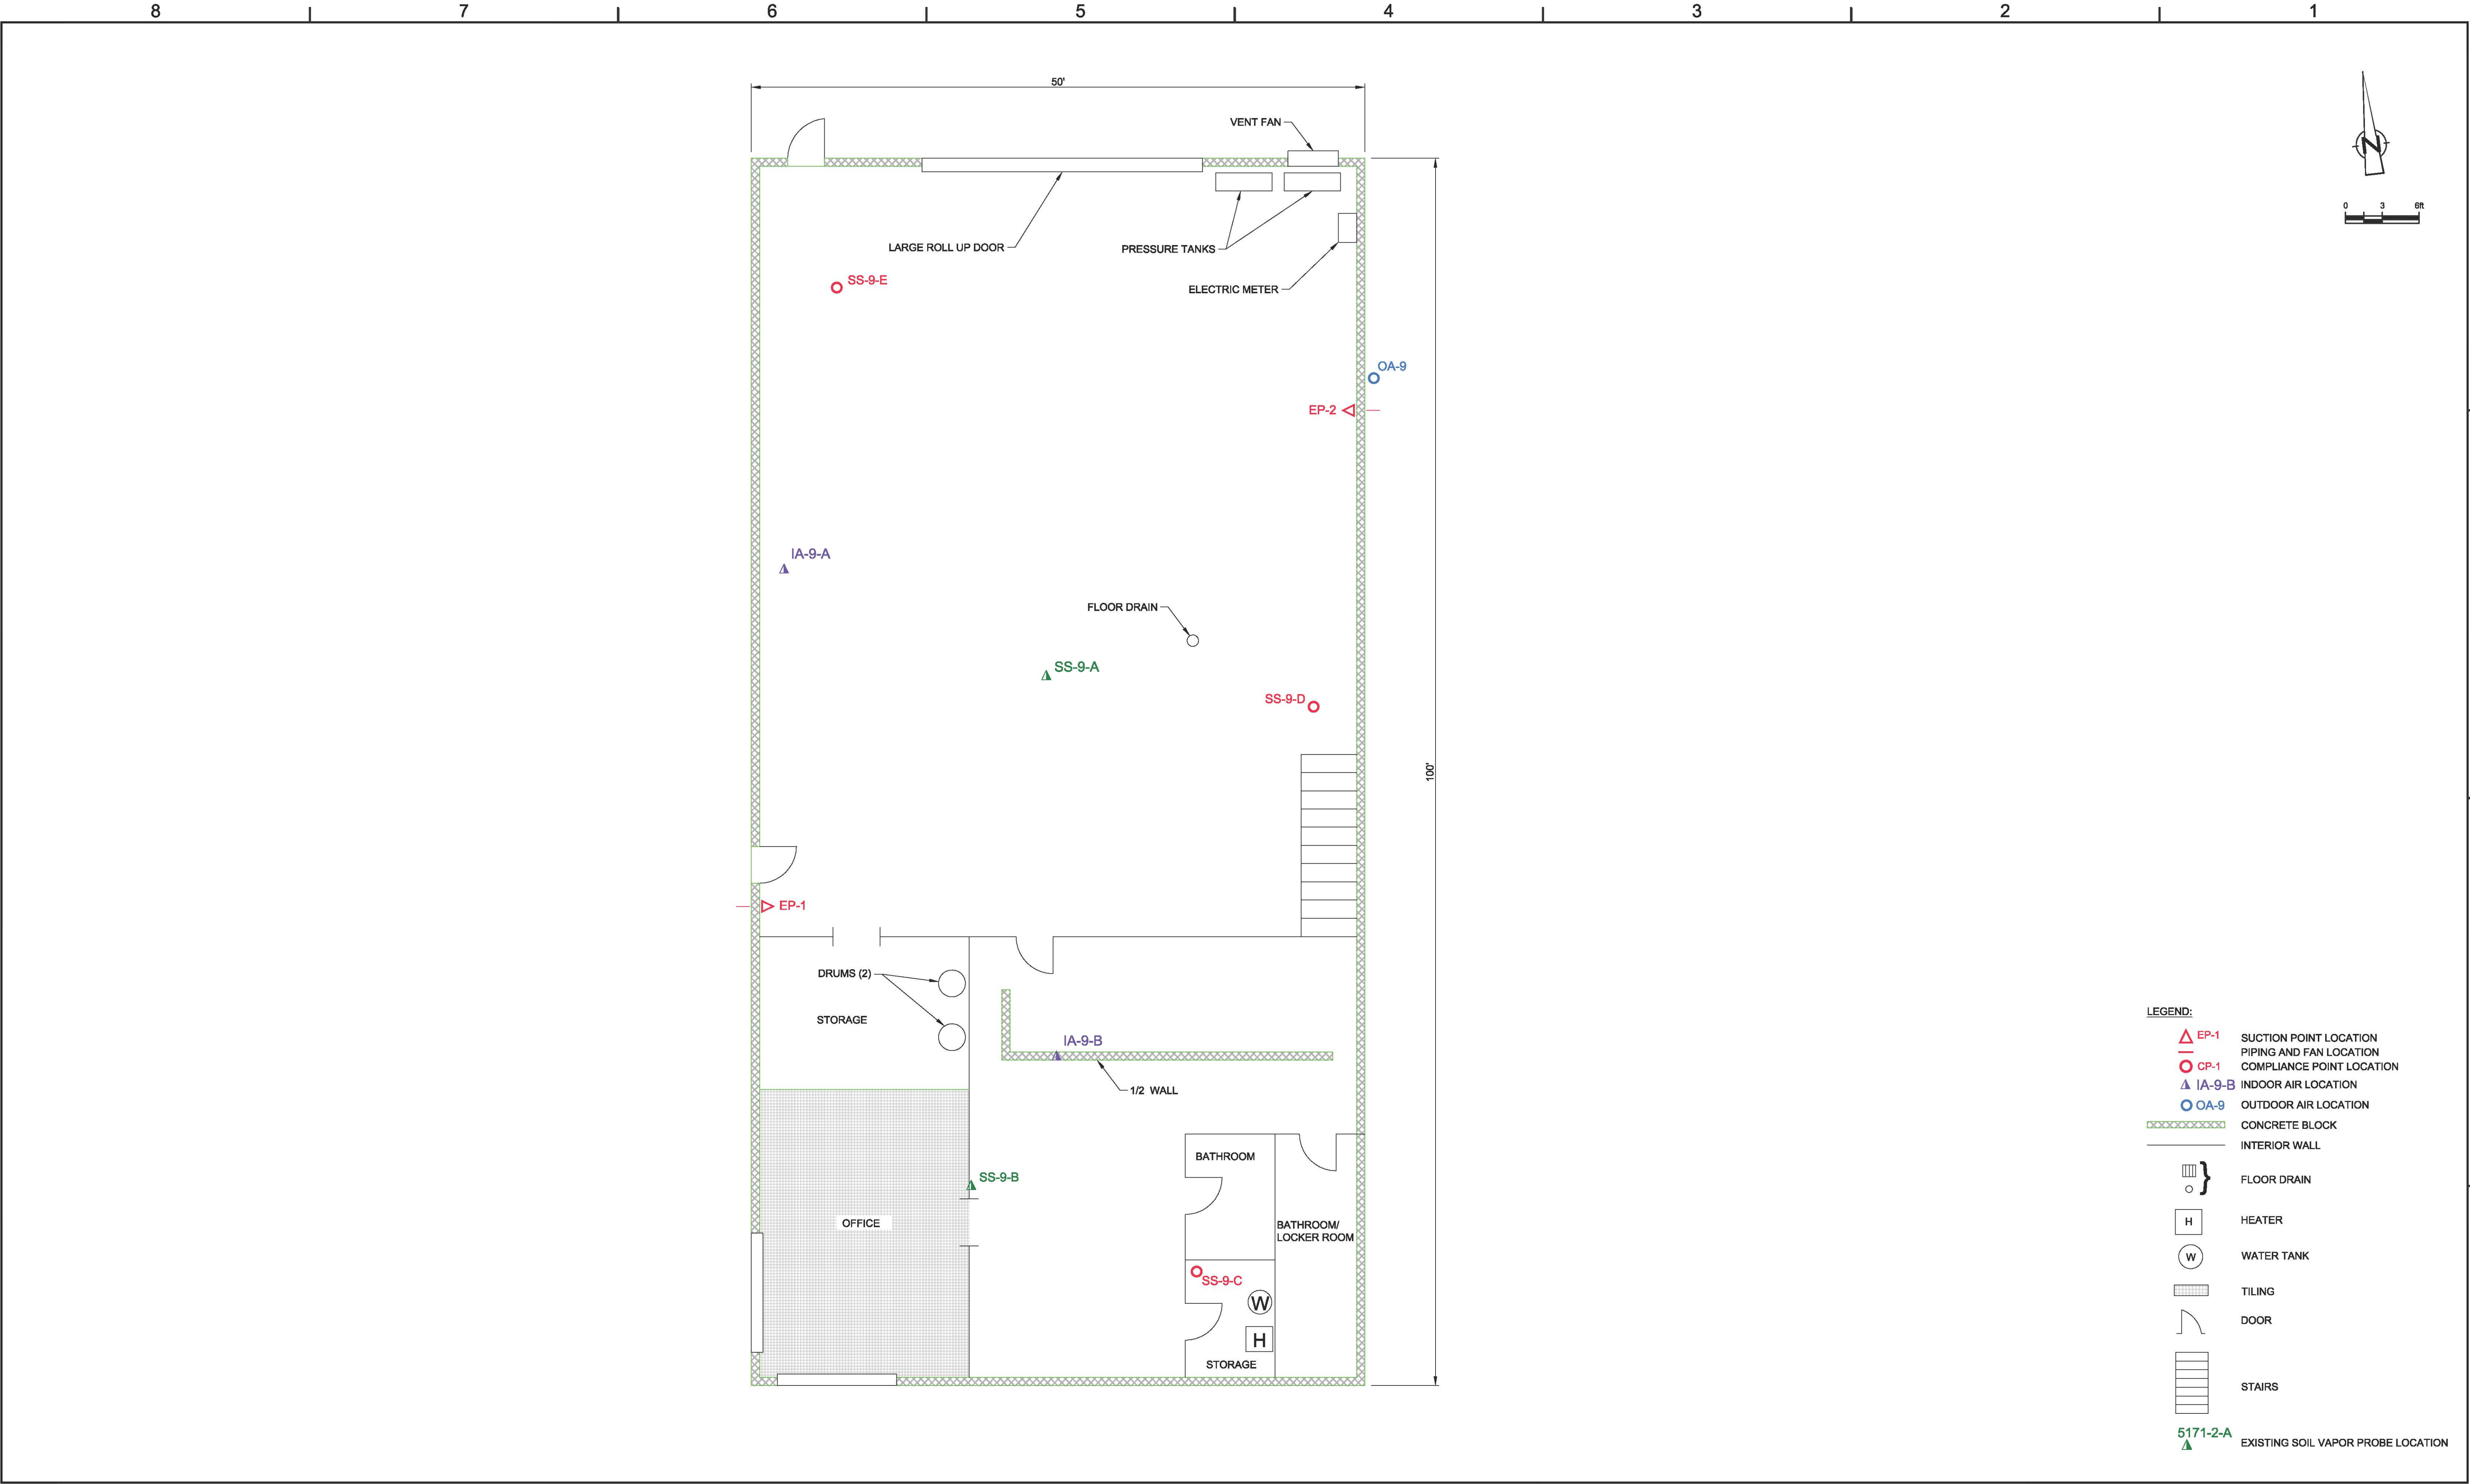 8 7 6 5 4 3 2 1
50'
VENT FAN
N
0 3 6ft
LARGE ROLL UP DOOR
PRESSURE TANKS
SS-9-E
ELECTRIC METER
OA-9
EP-2
IA-9-A
FLOOR DRAIN
SS-9-A
SS-9-D
100'
EP-1
DRUMS (2)
STORAGE
IA-9-B
1/2 WALL
BATHROOM
SS-9-B
OFFICE
BATHROOM/
LOCKER ROOM
SS-9-C
W
H
STORAGE
LEGEND:
EP-1 SUCTION POINT LOCATION
PIPING AND FAN LOCATION
CP-1 COMPLIANCE POINT LOCATION
IA-9-B INDOOR AIR LOCATION
OA-9 OUTDOOR AIR LOCATION
CONCRETE BLOCK
INTERIOR WALL
FLOOR DRAIN
H HEATER
W WATER TANK
TILING
DOOR
STAIRS
5171-2-A
EXISTING SOIL VAPOR PROBE LOCATION